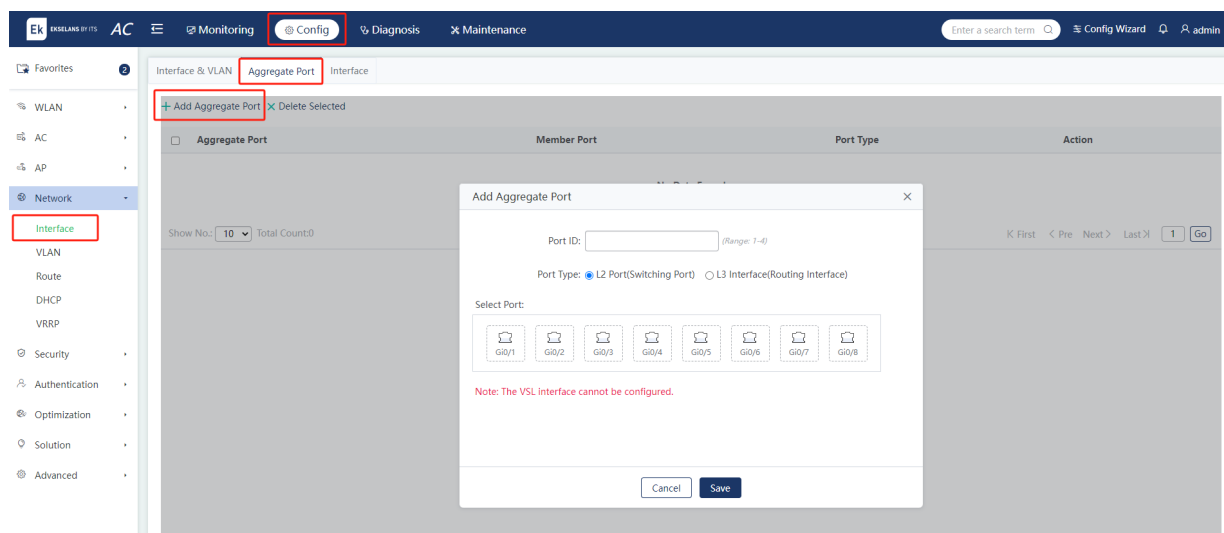 Ek EKSELANS BY ITS AC Monitoring Config Diagnosis Maintenance Enter a search term Config Wizard admin
Favorites 2
Interface & VLAN Aggregate Port Interface
WLAN
AC
AP
Network
Interface
VLAN
Route
DHCP
VRRP
Security
Authentication
Optimization
Solution
Advanced
+ Add Aggregate Port X Delete Selected
Aggregate Port Member Port Port Type Action
Show No.: 10 Total Count:0 First Pre Next Last 1 Go
Add Aggregate Port
Port ID: (Range: 1-4)
Port Type: L2 Port(Switching Port) L3 Interface(Routing Interface)
Select Port:
Gi0/1 Gi0/2 Gi0/3 Gi0/4 Gi0/5 Gi0/6 Gi0/7 Gi0/8
Note: The VSL interface cannot be configured.
Cancel Save